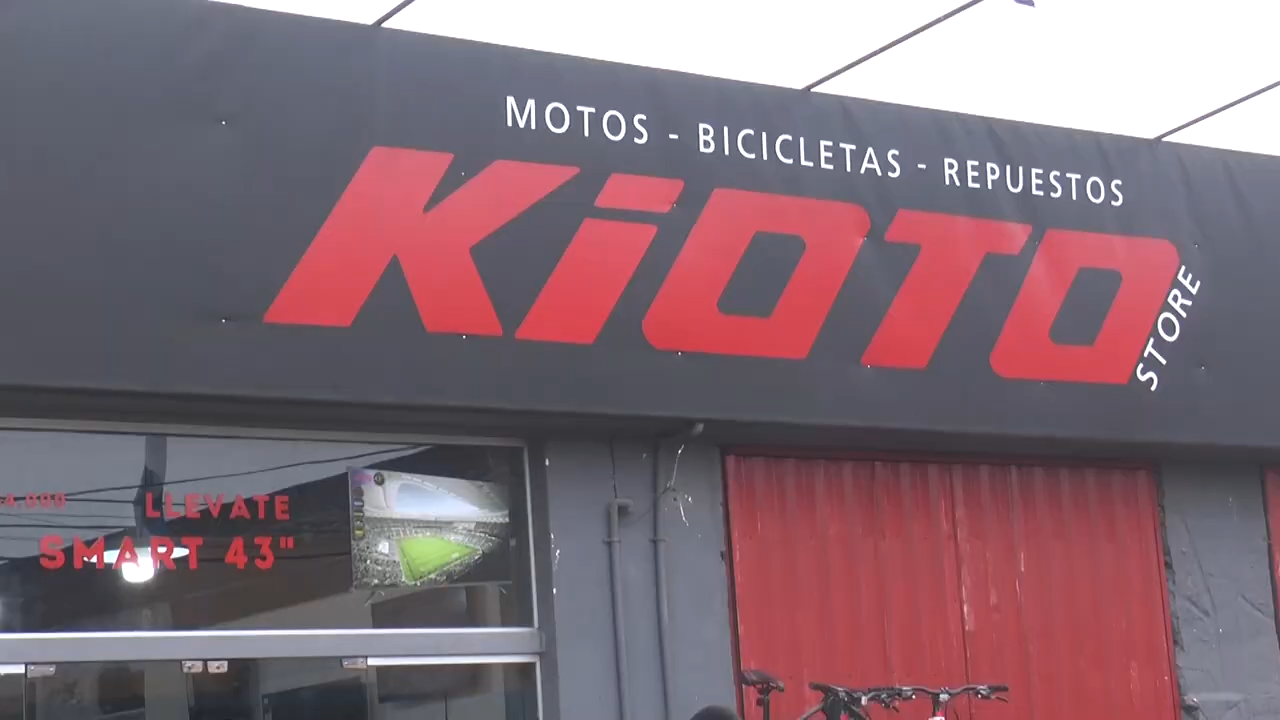 MOTOS - BICICLETAS - REPUESTOS
KiOTO
STORE
LLEVATE
SMART 43"